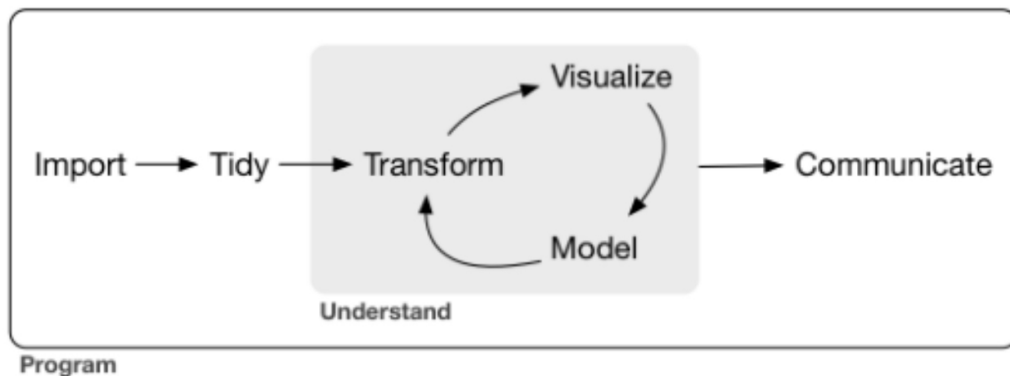 Visualize
Import
Tidy
Transform
Communicate
Model
Understand
Program